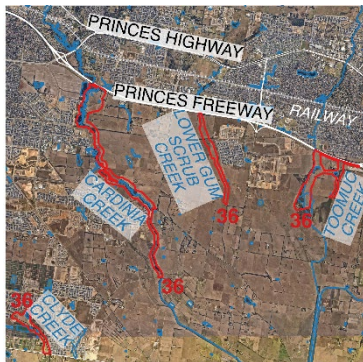 PRINCES HIGHWAY
PRINCES FREEWAY
RAILWAY
LOWER GUM
SCRUB
CREEK
CARDINIA
CREEK
TOOMUC
CREEK
36
36
36
36
CLYDE
CREEK